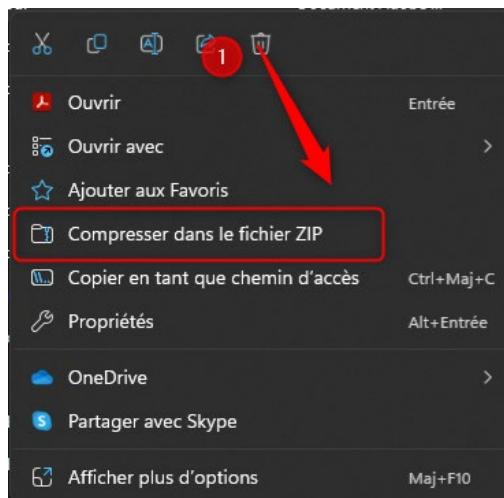 1
Ouvrir Entrée
Ouvrir avec
Ajouter aux Favoris
Compresser dans le fichier ZIP
Copier en tant que chemin d'accès Ctrl+Maj+C
Propriétés Alt+Entrée
OneDrive
Partager avec Skype
Afficher plus d'options Maj+F10